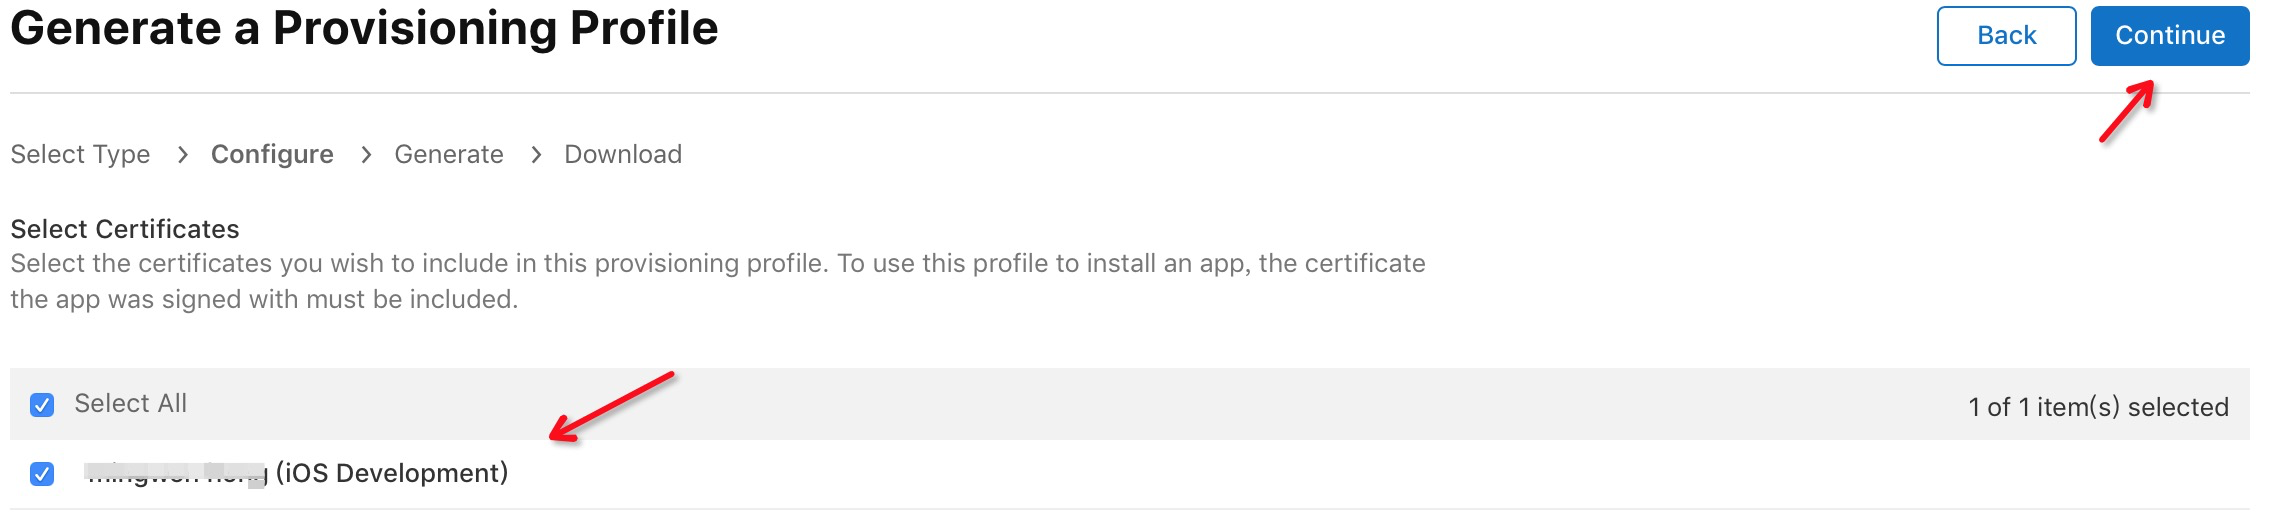 Generate a Provisioning Profile
Back
Continue
Select Type > Configure > Generate > Download
Select Certificates
Select the certificates you wish to include in this provisioning profile. To use this profile to install an app, the certificate
the app was signed with must be included.
Select All
1 of 1 item(s) selected
(iOS Development)